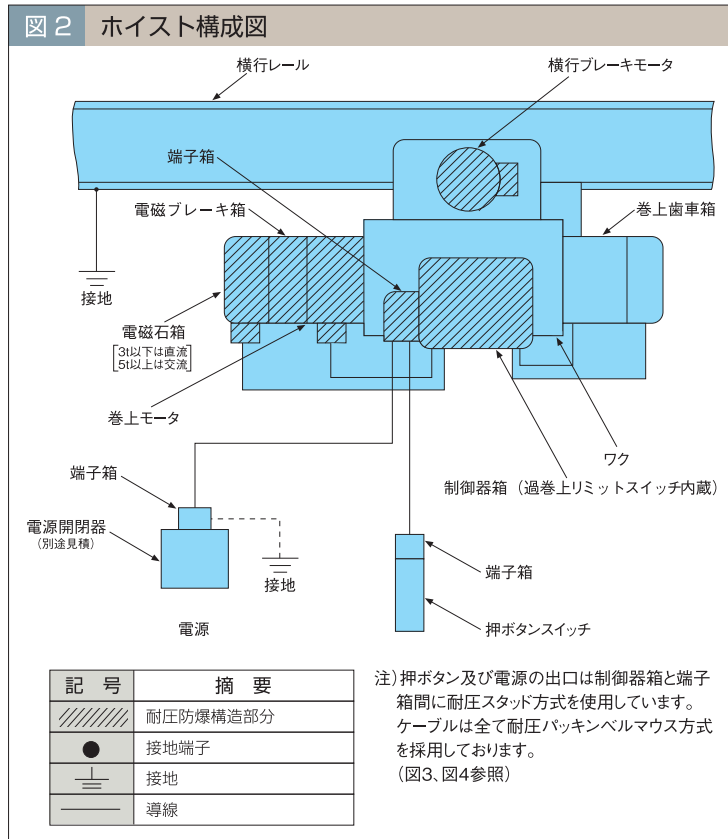 図2 ホイスト構成図
横行レール
横行ブレーキモータ
端子箱
電磁ブレーキ箱
巻上歯車箱
接地
電磁石箱
3t以下は直流
5t以上は交流
巻上モータ
ワク
制御器箱（過巻上リミットスイッチ内蔵）
端子箱
電源開閉器
(別途見積)
接地
端子箱
電源
押ボタンスイッチ
記号 摘要
耐圧防爆構造部分
接地端子
接地
導線
注)押ボタン及び電源の出口は制御器箱と端子
箱間に耐圧スタッド方式を使用しています。
ケーブルは全て耐圧パッキンベルマウス方式
を採用しております。
(図3、図4参照)